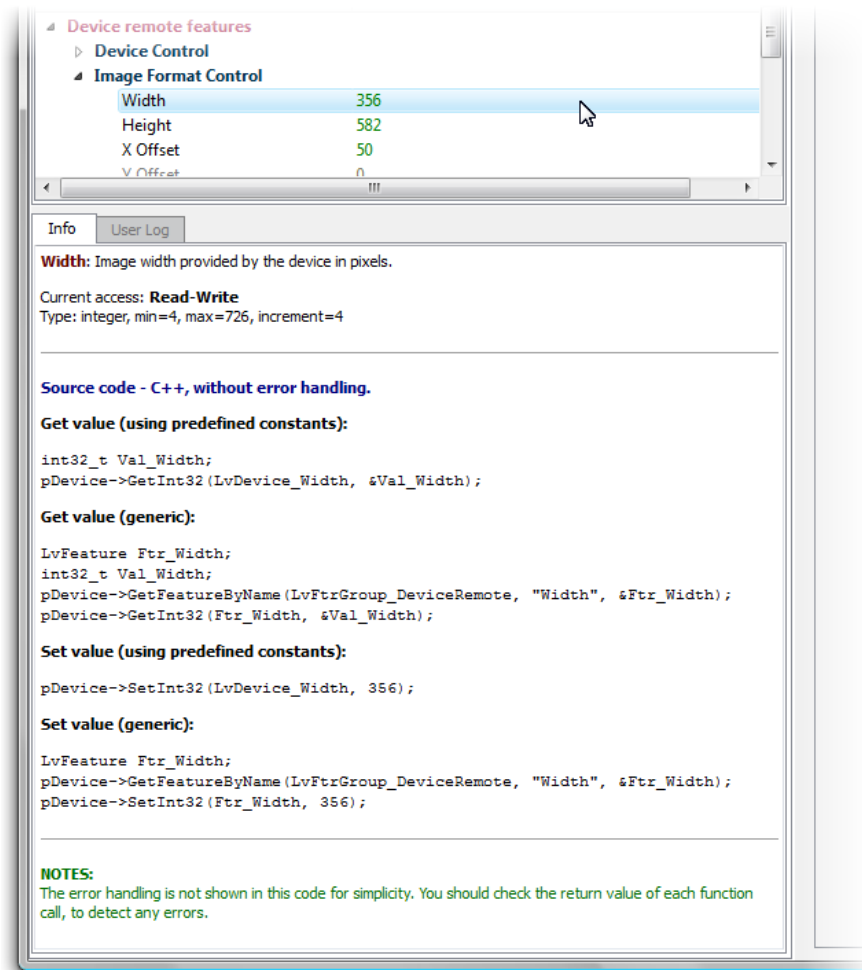 Device remote features
Device Control
Image Format Control
Width 356
Height 582
X Offset 50
Y Offset 0
Info User Log
Width: Image width provided by the device in pixels.
Current access: Read-Write
Type: integer, min=4, max=726, increment=4
Source code - C++, without error handling.
Get value (using predefined constants):
int32_t Val_Width;
pDevice->GetInt32(LvDevice_Width, &Val_Width);
Get value (generic):
LvFeature Ftr_Width;
int32_t Val_Width;
pDevice->GetFeatureByName(LvFtrGroup_DeviceRemote, "Width", &Ftr_Width);
pDevice->GetInt32(Ftr_Width, &Val_Width);
Set value (using predefined constants):
pDevice->SetInt32(LvDevice_Width, 356);
Set value (generic):
LvFeature Ftr_Width;
pDevice->GetFeatureByName(LvFtrGroup_DeviceRemote, "Width", &Ftr_Width);
pDevice->SetInt32(Ftr_Width, 356);
NOTES:
The error handling is not shown in this code for simplicity. You should check the return value of each function
call, to detect any errors.